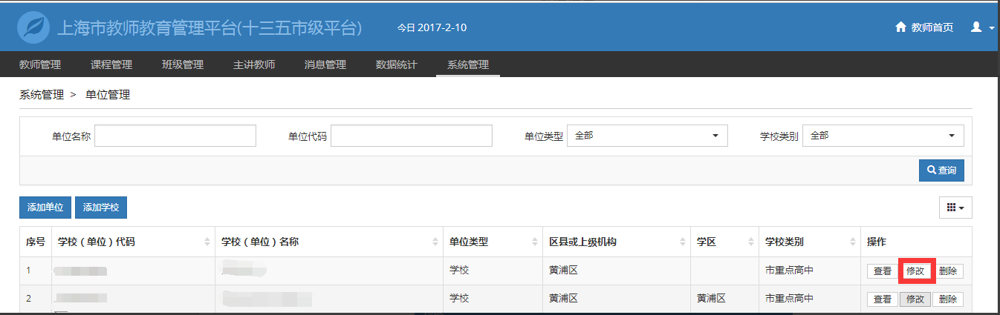 上海市教师教育管理平台(十三五市级平台) 今日 2017-2-10 教师首页
教师管理 课程管理 班级管理 主讲教师 消息管理 数据统计 系统管理
系统管理 > 单位管理
单位名称 单位代码 单位类型 全部 学校类别 全部
查询
添加单位 添加学校
序号 学校（单位）代码 学校（单位）名称 单位类型 区县或上级机构 学区 学校类别 操作
1 学校 黄浦区 市重点高中 查看 修改 删除
2 学校 黄浦区 黄浦区 市重点高中 查看 修改 删除